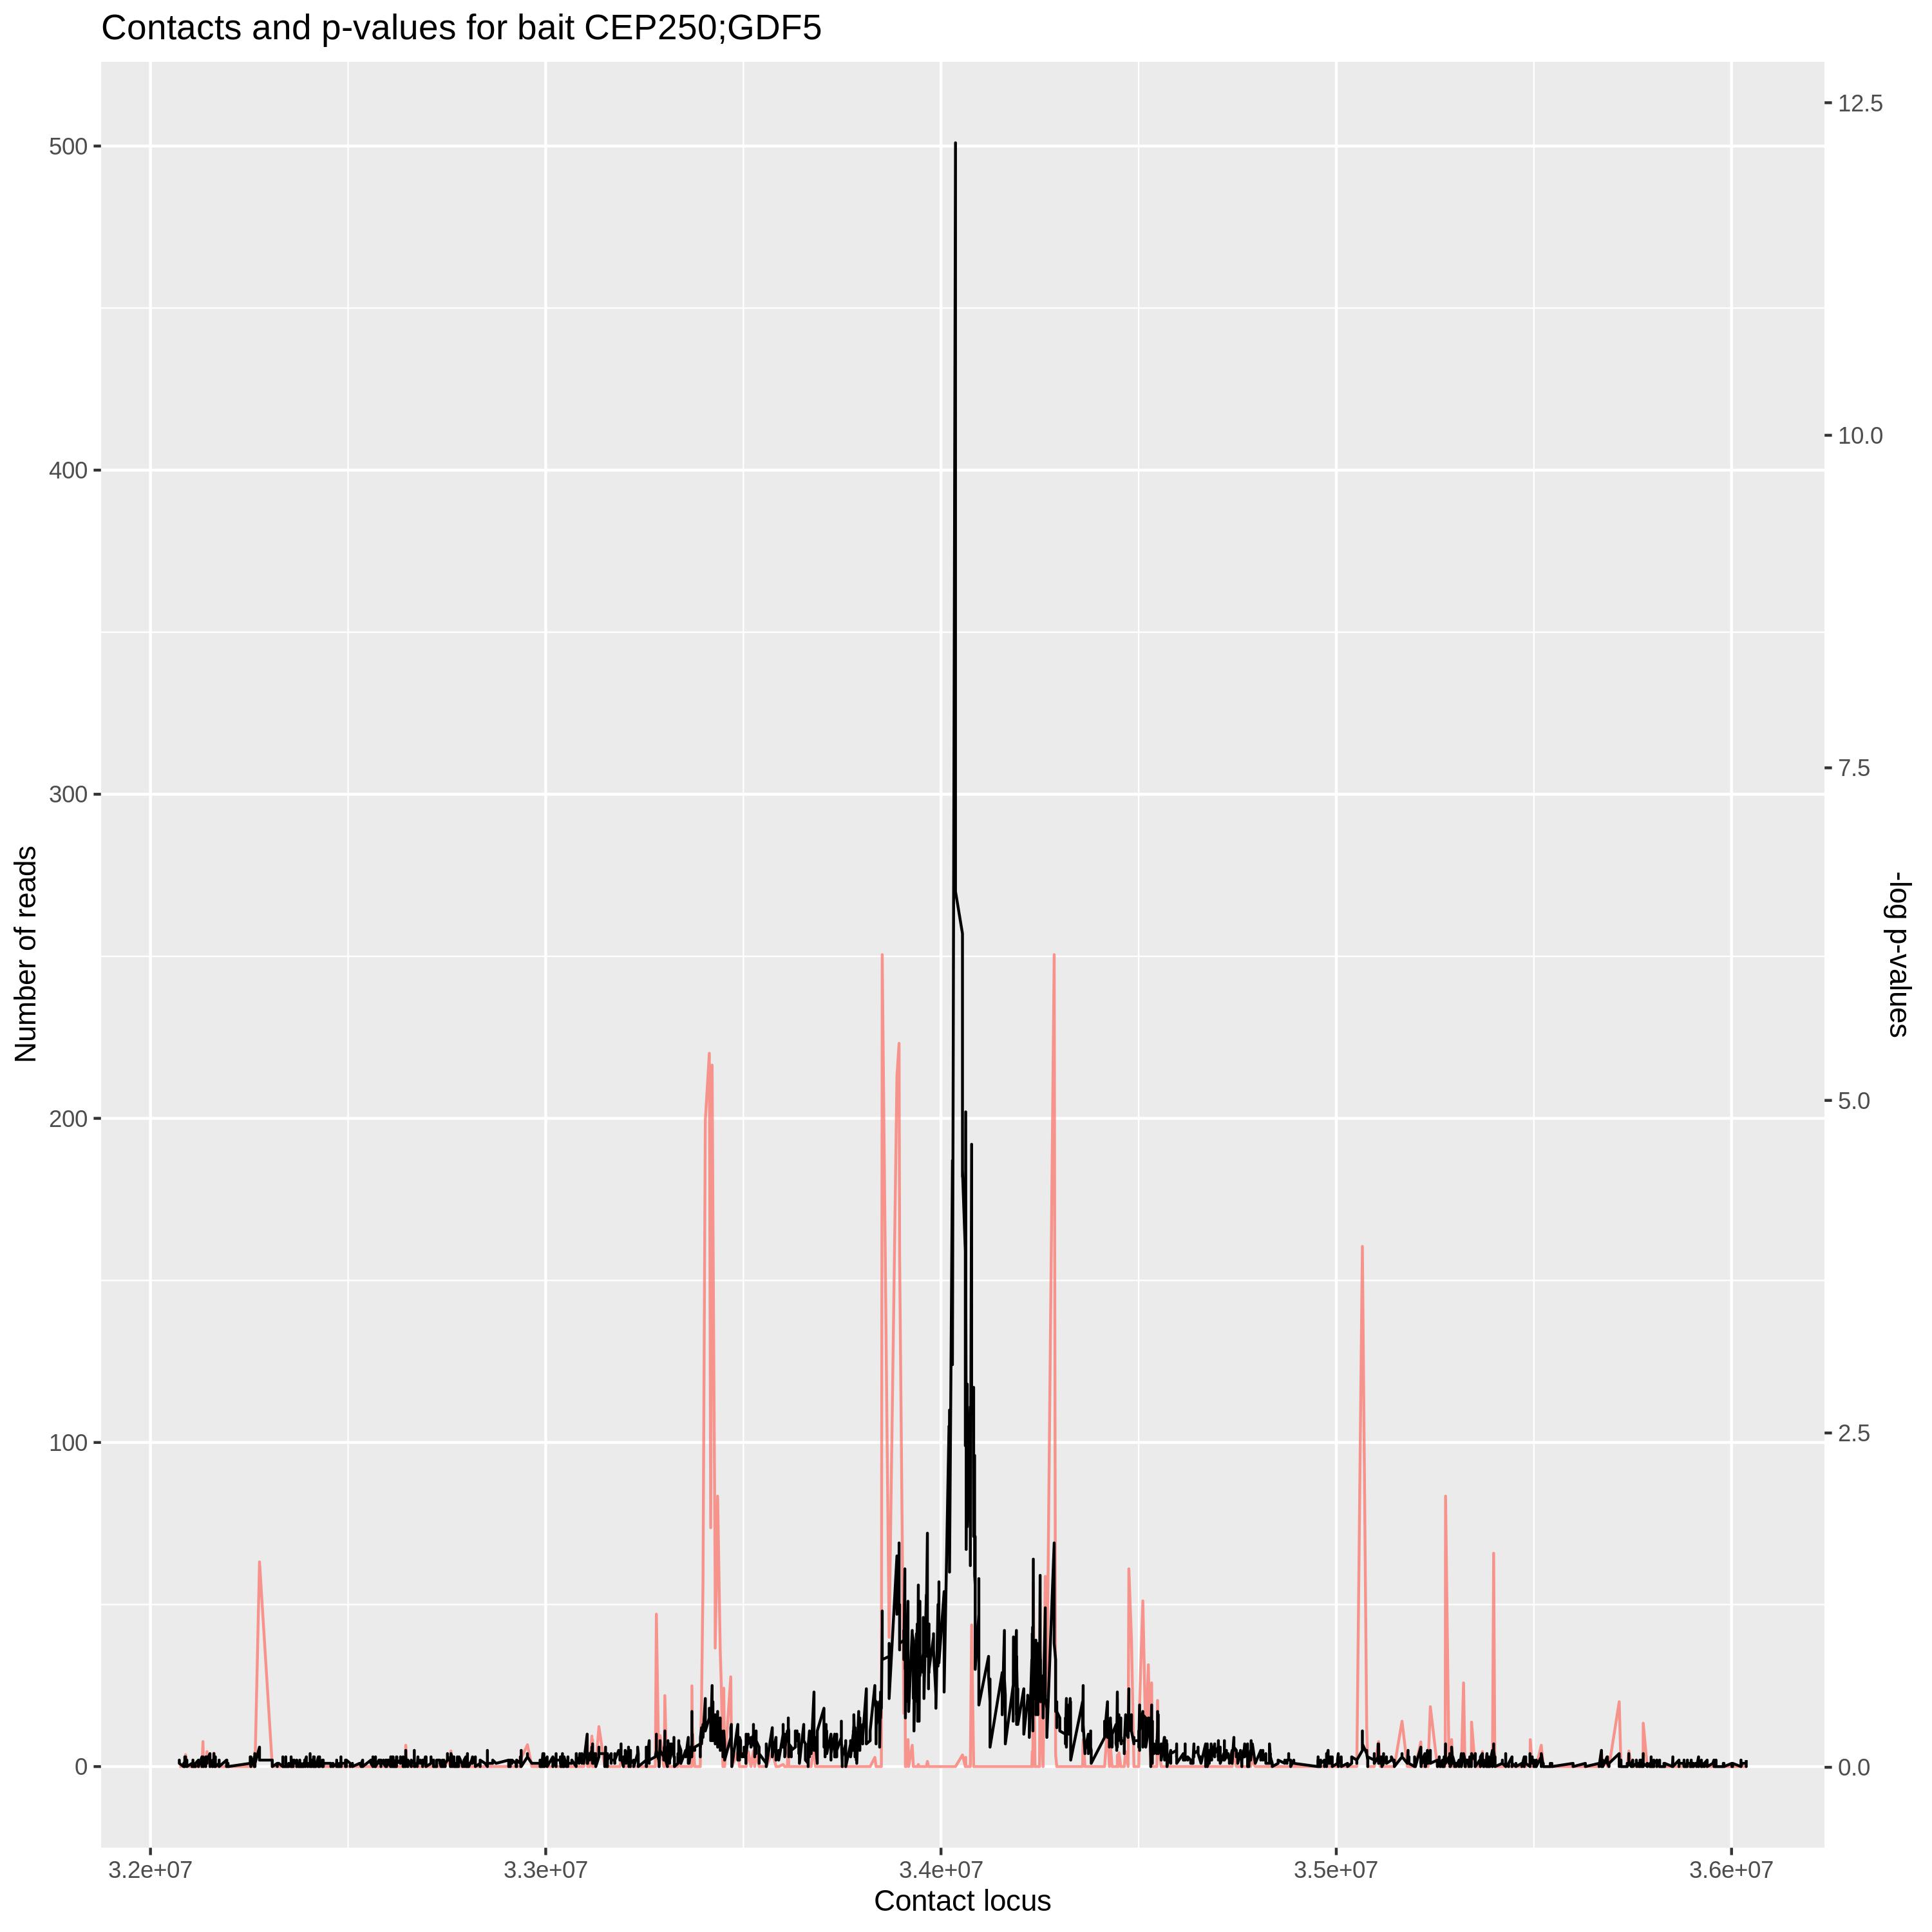 Contacts and p-values for bait CEP250;GDF5
500
400
300
200
100
0
Number of reads
12.5
10.0
7.5
5.0
2.5
0.0
-log p-values
3.2e+07
3.3e+07
3.4e+07
3.5e+07
3.6e+07
Contact locus